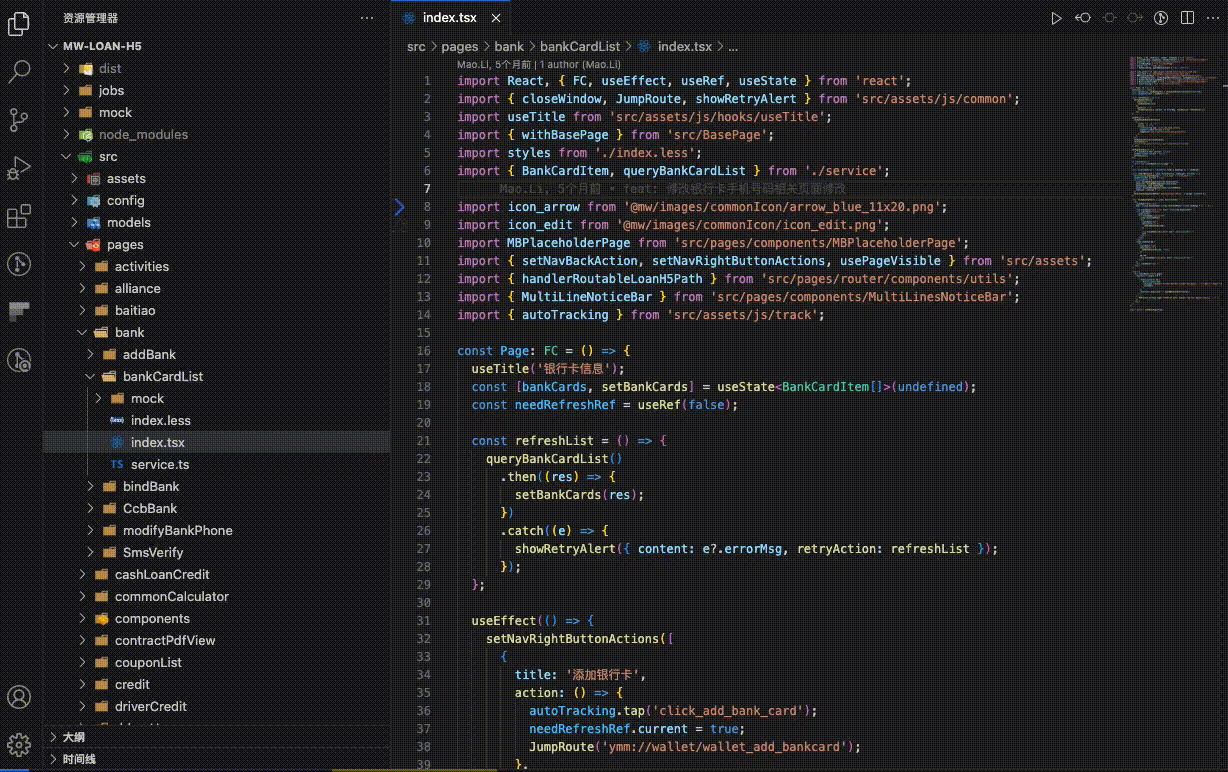 资源管理器
MW-LOAN-H5
dist
jobs
mock
node_modules
src
assets
config
models
pages
activities
alliance
baitiao
bank
addBank
bankCardList
mock
index.less
index.tsx
TS service.ts
bindBank
CcbBank
modifyBankPhone
SmsVerify
cashLoanCredit
commonCalculator
components
contractPdfView
couponList
credit
driverCredit
大纲
时间线
index.tsx
src > pages > bank > bankCardList > index.tsx > ...
Mao.Li, 5个月前 | 1 author (Mao.Li)
1 import React, { FC, useEffect, useRef, useState } from 'react';
2 import { closeWindow, JumpRoute, showRetryAlert } from 'src/assets/js/common';
3 import useTitle from 'src/assets/js/hooks/useTitle';
4 import { withBasePage } from 'src/BasePage';
5 import styles from './index.less';
6 import { BankCardItem, queryBankCardList } from './service';
7 Mao.Li, 5个月前 • feat: 修改银行卡手机号码相关页面修改
8 import icon_arrow from '@mw/images/commonIcon/arrow_blue_11x20.png';
9 import icon_edit from '@mw/images/commonIcon/icon_edit.png';
10 import MBPlaceholderPage from 'src/pages/components/MBPlaceholderPage';
11 import { setNavBackAction, setNavRightButtonActions, usePageVisible } from 'src/assets';
12 import { handlerRoutableLoanH5Path } from 'src/pages/router/components/utils';
13 import { MultiLineNoticeBar } from 'src/pages/components/MultiLinesNoticeBar';
14 import { autoTracking } from 'src/assets/js/track';
15
16 const Page: FC = () => {
17 useTitle('银行卡信息');
18 const [bankCards, setBankCards] = useState<BankCardItem[]>(undefined);
19 const needRefreshRef = useRef(false);
20
21 const refreshList = () => {
22 queryBankCardList()
23 .then((res) => {
24 setBankCards(res);
25 })
26 .catch((e) => {
27 showRetryAlert({ content: e?.errorMsg, retryAction: refreshList });
28 });
29 };
30
31 useEffect(() => {
32 setNavRightButtonActions([
33 {
34 title: '添加银行卡',
35 action: () => {
36 autoTracking.tap('click_add_bank_card');
37 needRefreshRef.current = true;
38 JumpRoute('ymm://wallet/wallet_add_bankcard');
39 },